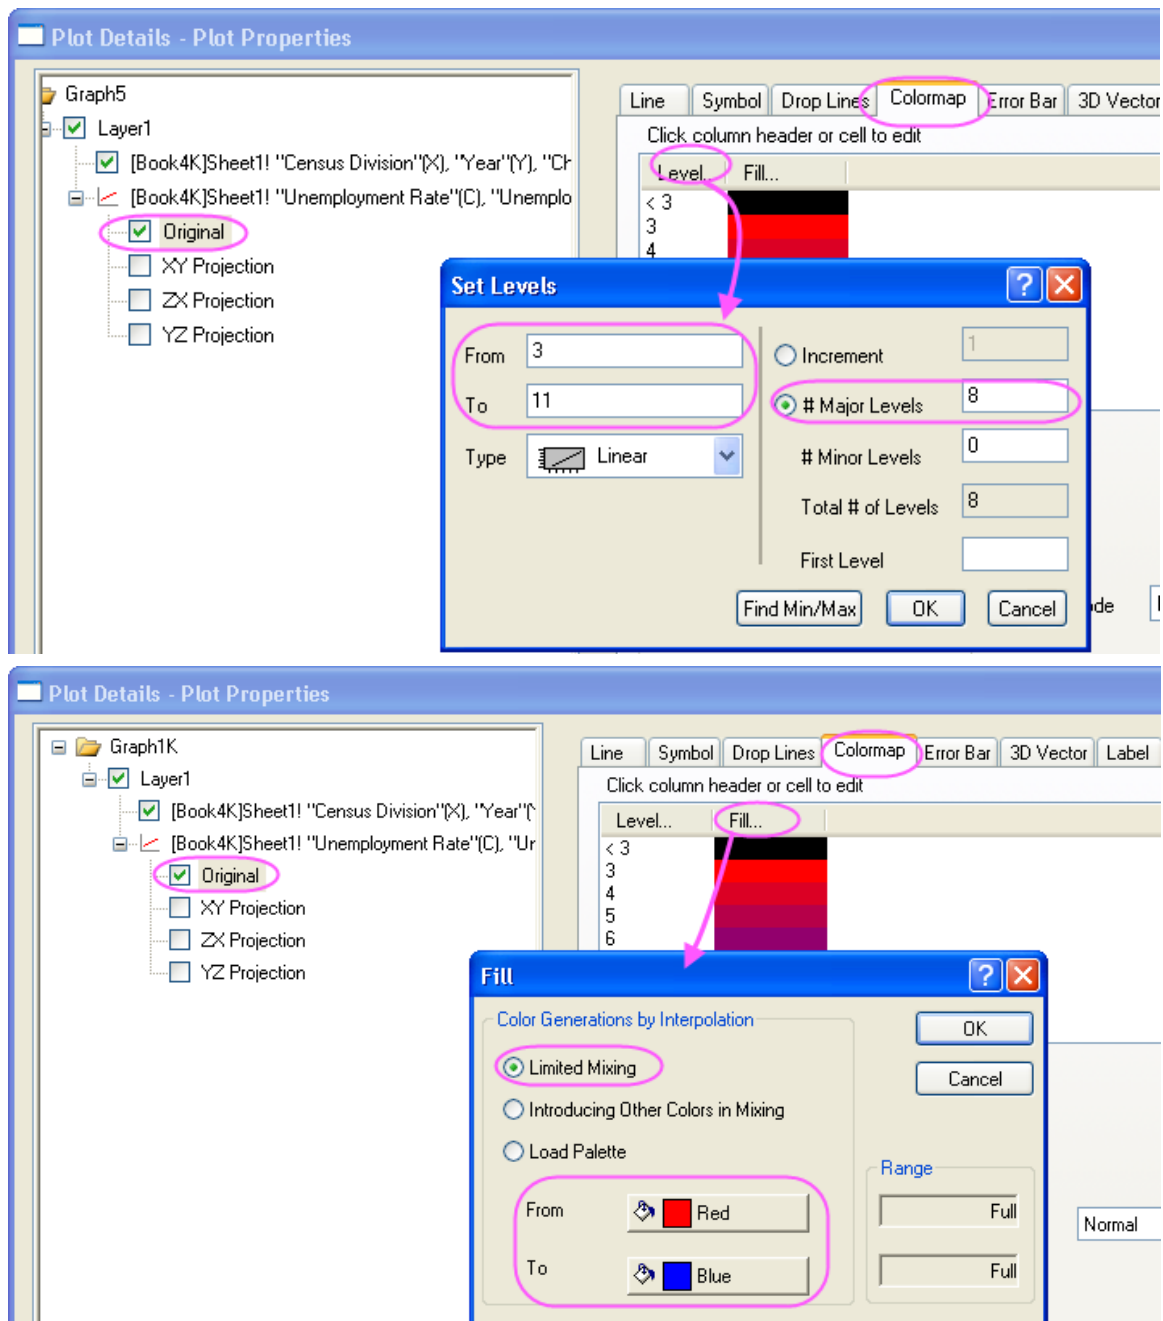 Plot Details - Plot Properties
Graph5
Layer1
[Book4K]Sheet1! "Census Division"(X), "Year"(Y), "Ch
[Book4K]Sheet1! "Unemployment Rate"(C), "Unemplo
Original
XY Projection
ZX Projection
YZ Projection
Line Symbol Drop Lines Colormap Error Bar 3D Vector
Click column header or cell to edit
Level... Fill...
< 3
3
4
Set Levels
From 3
To 11
Type Linear
Increment 1
# Major Levels 8
# Minor Levels 0
Total # of Levels 8
First Level
Find Min/Max OK Cancel
de
Plot Details - Plot Properties
Graph1K
Layer1
[Book4K]Sheet1! "Census Division"(X), "Year"(
[Book4K]Sheet1! "Unemployment Rate"(C), "Ur
Original
XY Projection
ZX Projection
YZ Projection
Line Symbol Drop Lines Colormap Error Bar 3D Vector Label
Click column header or cell to edit
Level... Fill...
< 3
3
4
5
6
Fill
Color Generations by Interpolation
Limited Mixing
Introducing Other Colors in Mixing
Load Palette
From Red
To Blue
OK
Cancel
Range
Full
Full
Normal